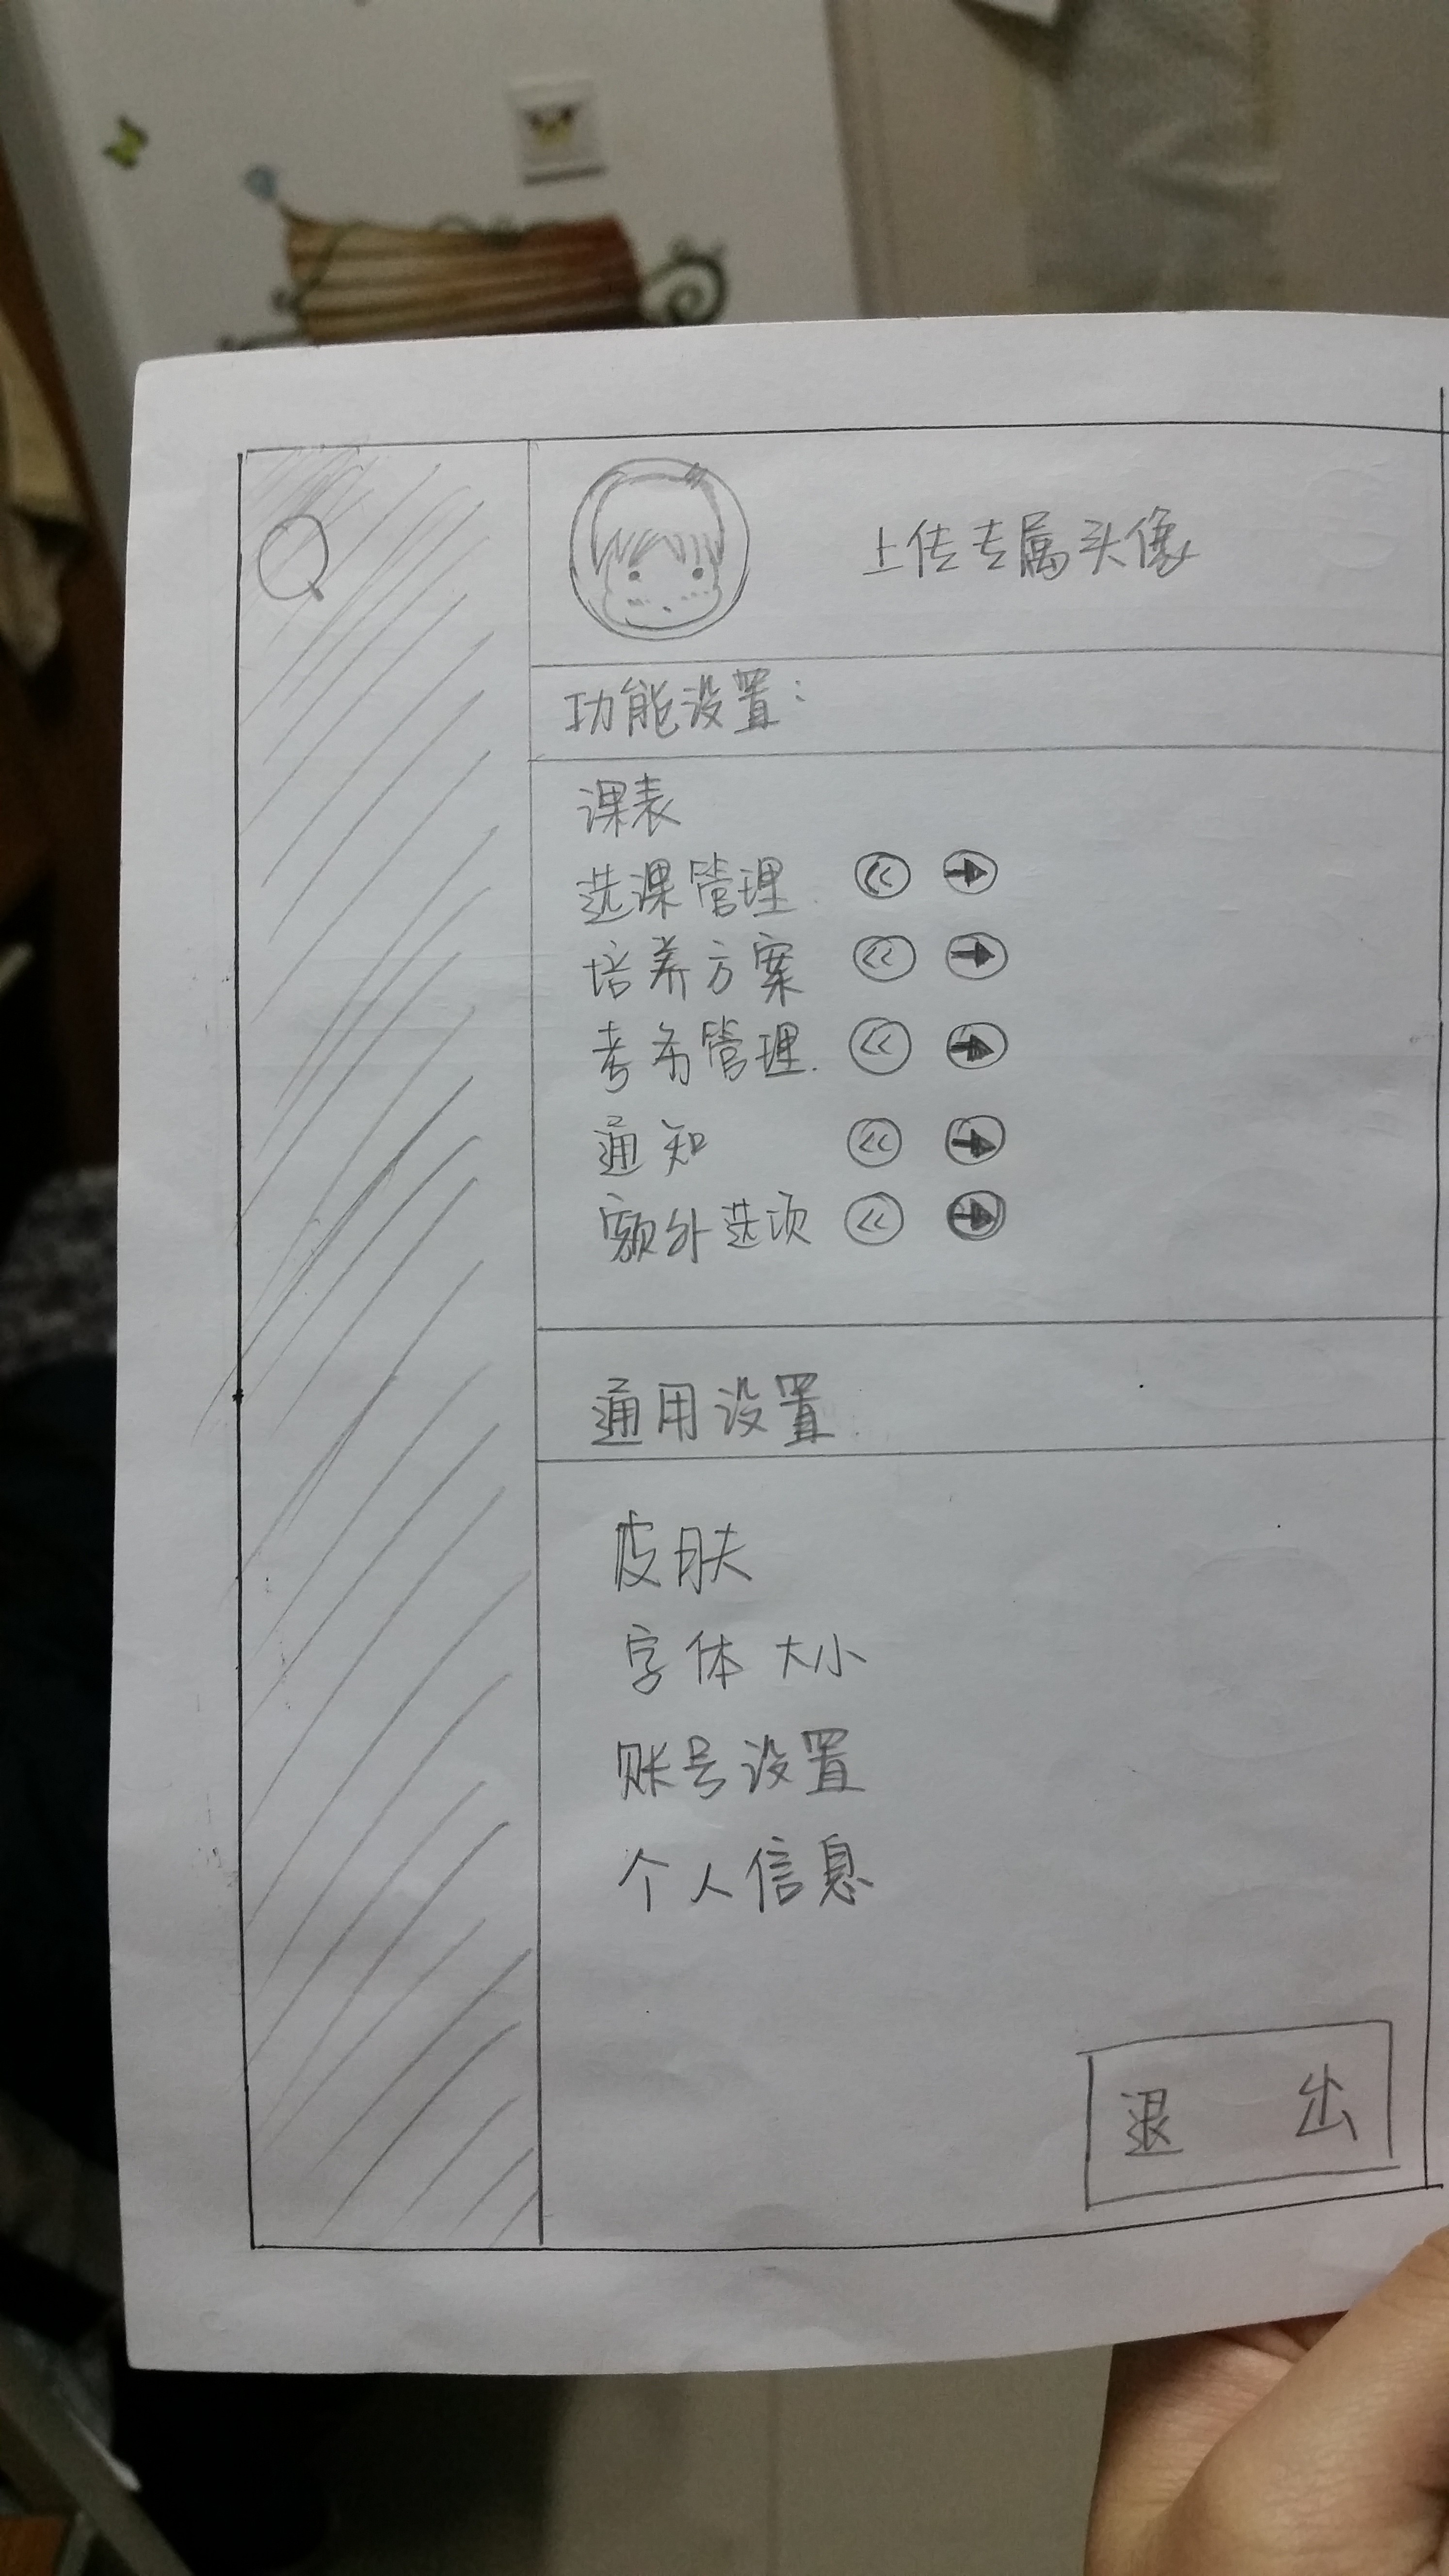 上传专属头像
功能设置：
课表
选课管理
培养方案
考务管理
通知
额外选项
通用设置
皮肤
字体大小
账号设置
个人信息
退 出